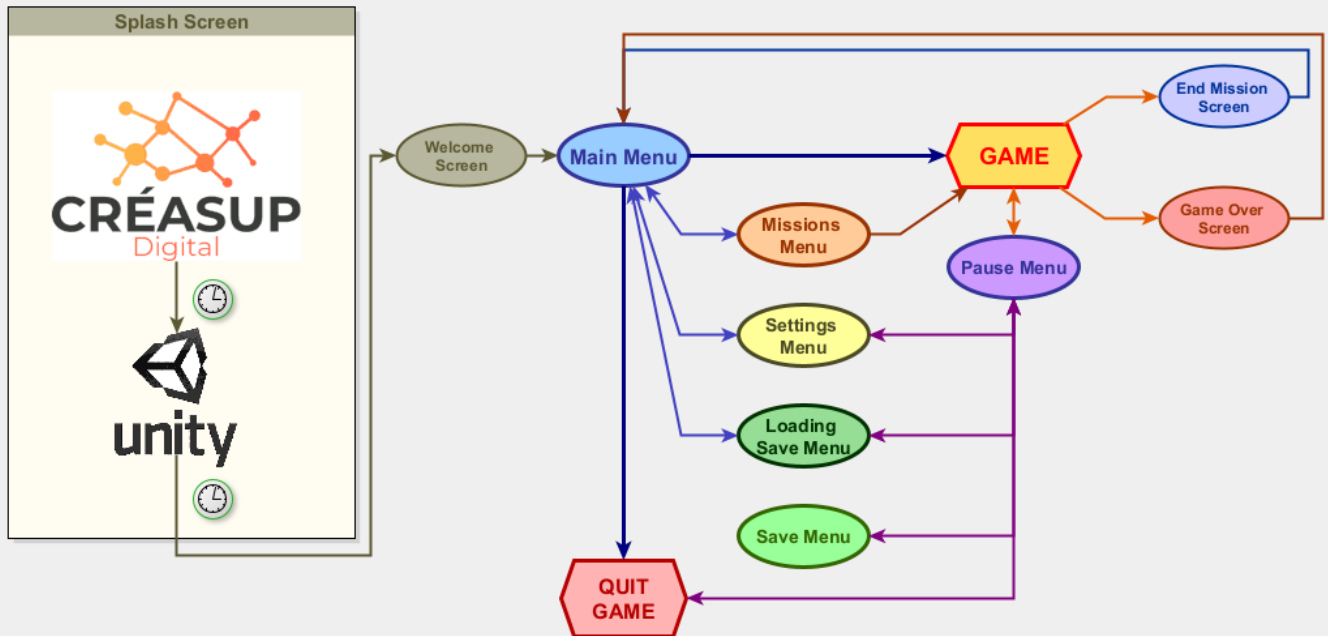 Splash Screen
CRÉASUP
Digital
unity
Welcome
Screen
Main Menu
GAME
End Mission
Screen
Missions
Menu
Game Over
Screen
Pause Menu
Settings
Menu
Loading
Save Menu
Save Menu
QUIT
GAME